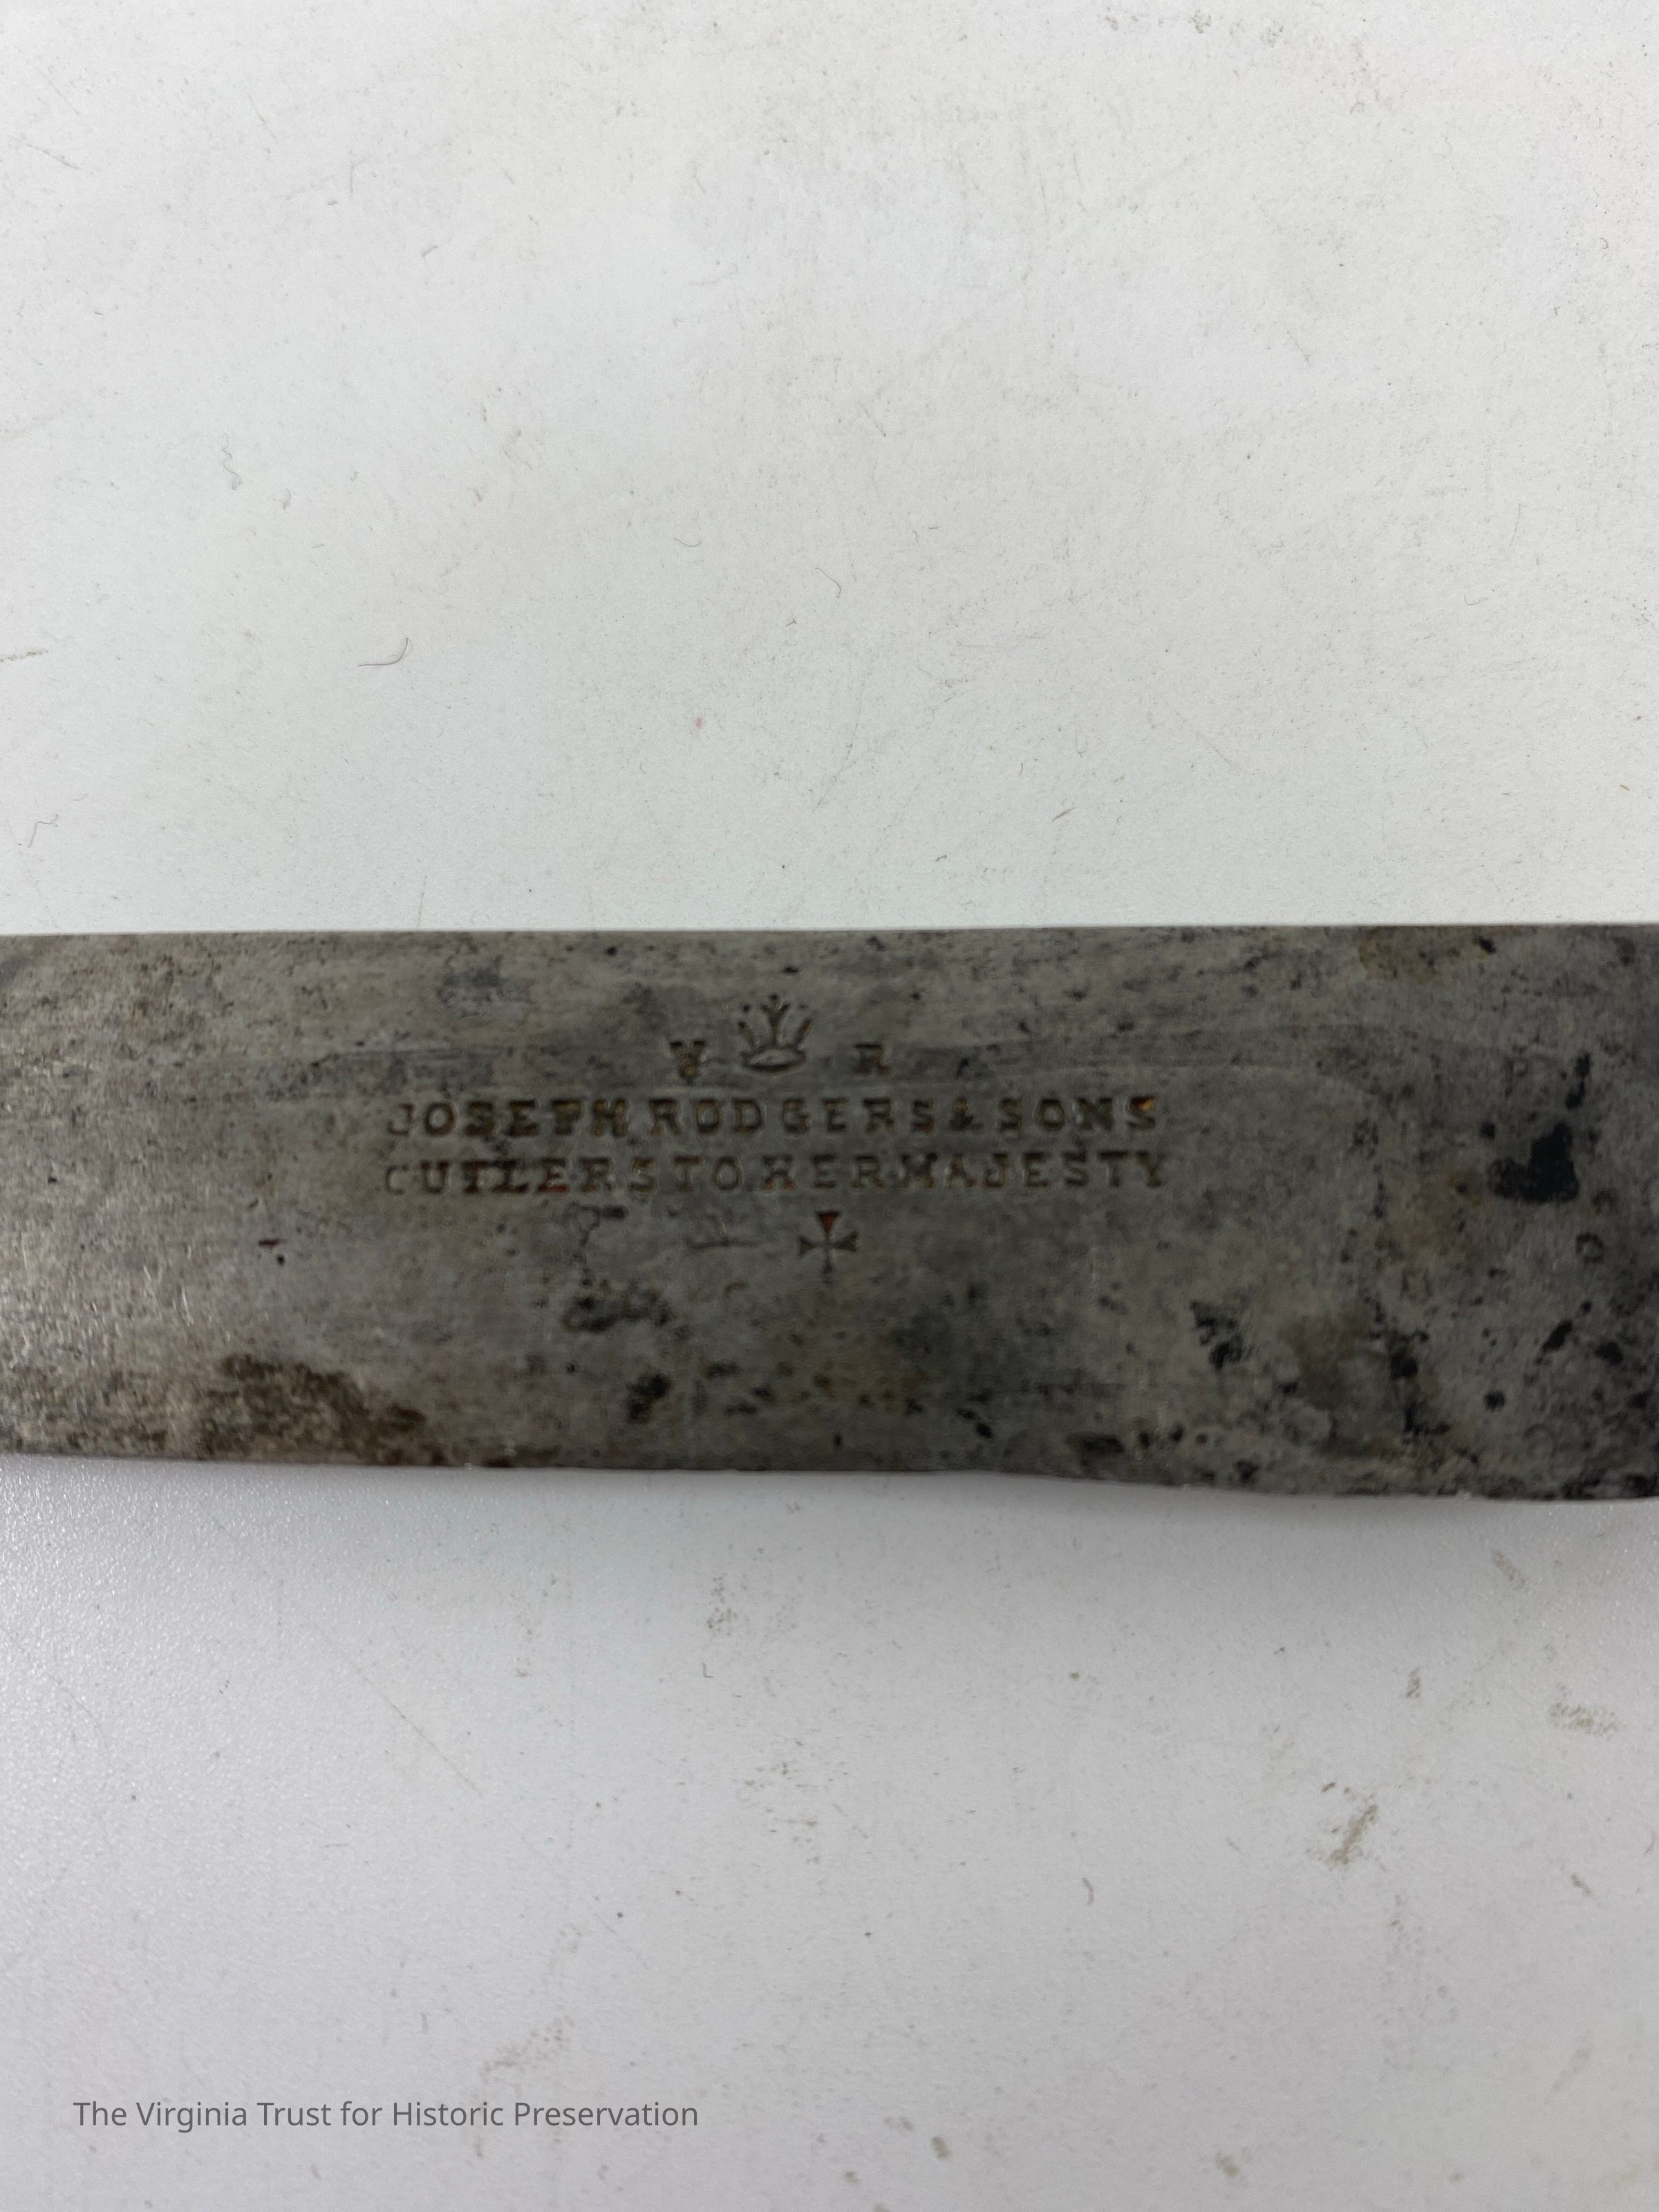 V R
JOSEPH RODGERS & SONS
CUTLERS TO HER MAJESTY
The Virginia Trust for Historic Preservation